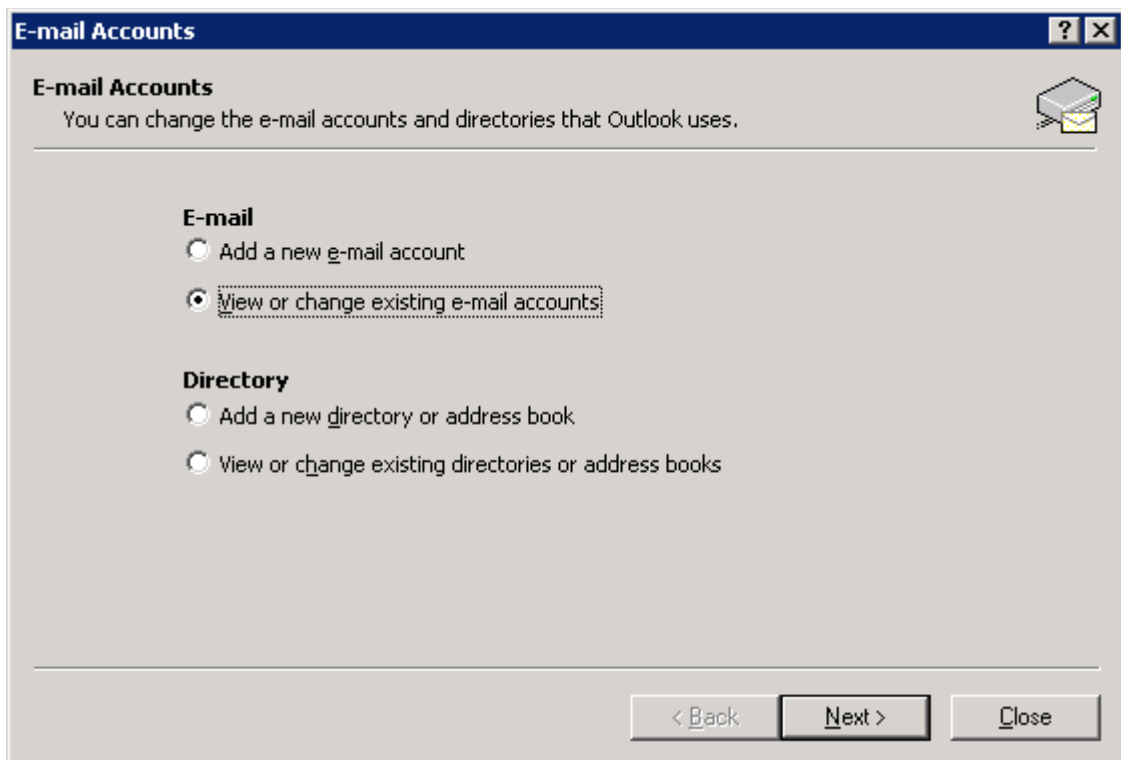 E-mail Accounts
E-mail Accounts
You can change the e-mail accounts and directories that Outlook uses.
E-mail
Add a new e-mail account
View or change existing e-mail accounts
Directory
Add a new directory or address book
View or change existing directories or address books
< Back Next > Close